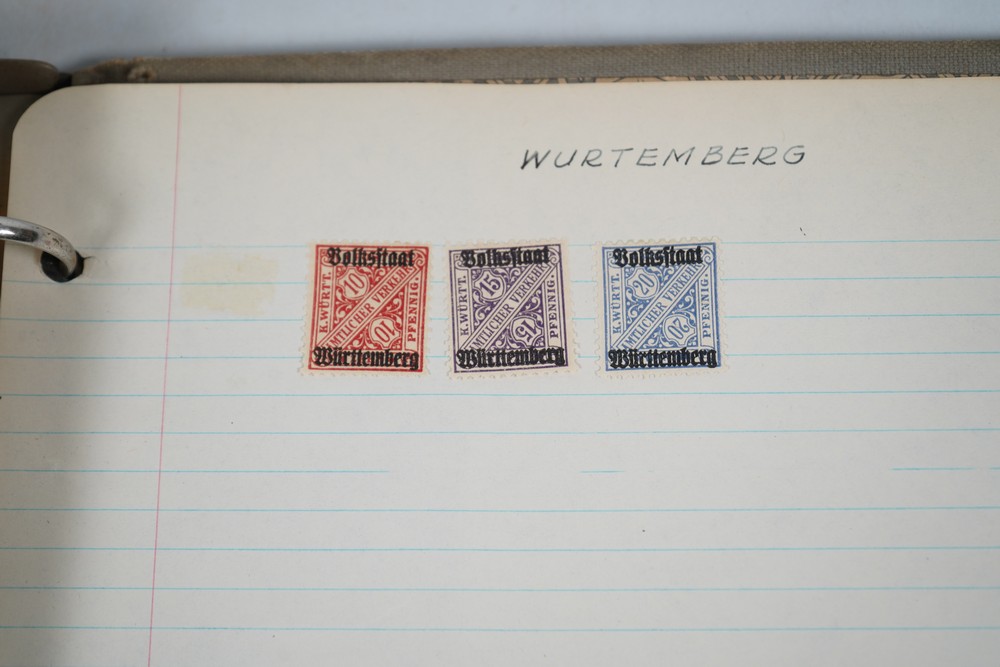 WURTEMBERG
Volksstaat
K.WÜRTT.
10
AMTLICHER VERKEHR
10
PFENNIG.
Württemberg
Volksstaat
K.WÜRTT.
15
AMTLICHER VERKEHR
15
PFENNIG.
Württemberg
Volksstaat
K.WÜRTT.
20
AMTLICHER VERKEHR
20
PFENNIG.
Württemberg